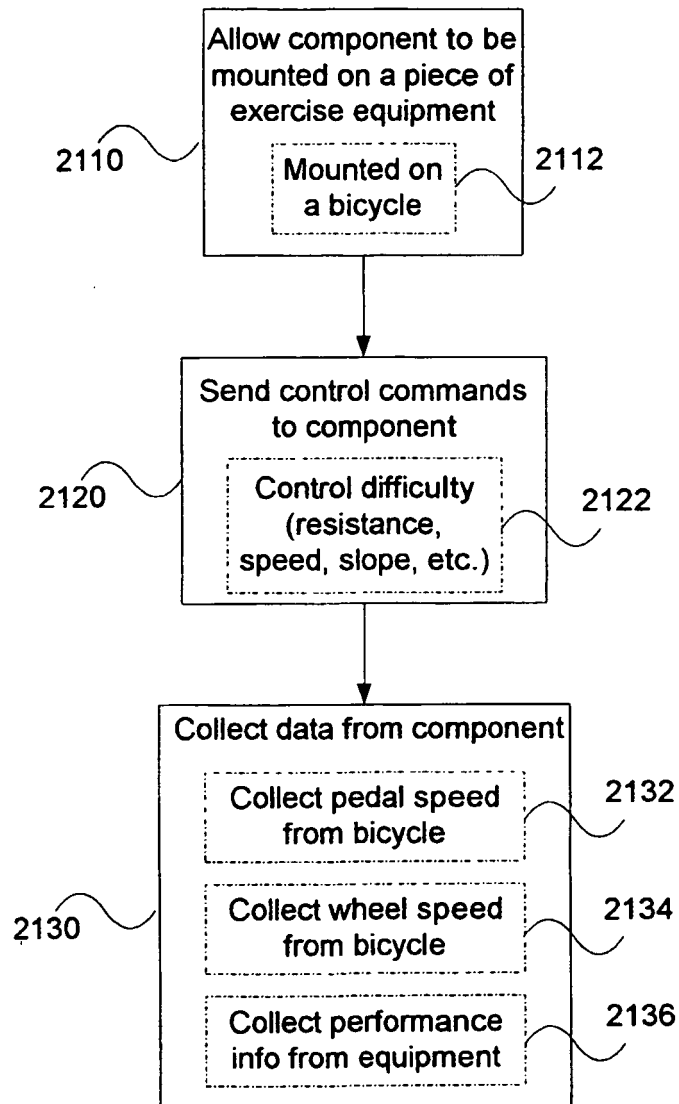 Allow component to be
mounted on a piece of
exercise equipment
2110
Mounted on
a bicycle
2112
Send control commands
to component
2120
Control difficulty
(resistance,
speed, slope, etc.)
2122
Collect data from component
Collect pedal speed
from bicycle
2132
2130
Collect wheel speed
from bicycle
2134
Collect performance
info from equipment
2136